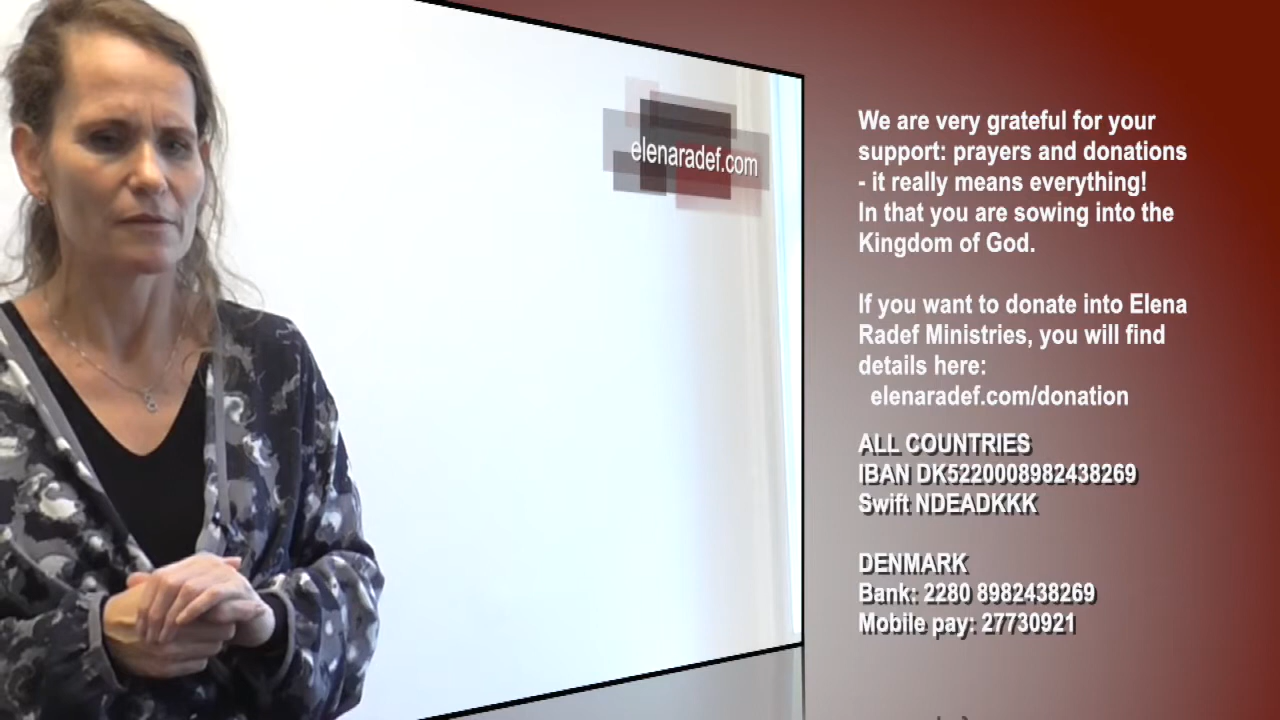 elenaradef.com
We are very grateful for your
support: prayers and donations
- it really means everything!
In that you are sowing into the
Kingdom of God.
If you want to donate into Elena
Radef Ministries, you will find
details here:
elenaradef.com/donation
ALL COUNTRIES
IBAN DK5220008982438269
Swift NDEADKKK
DENMARK
Bank: 2280 8982438269
Mobile pay: 27730921